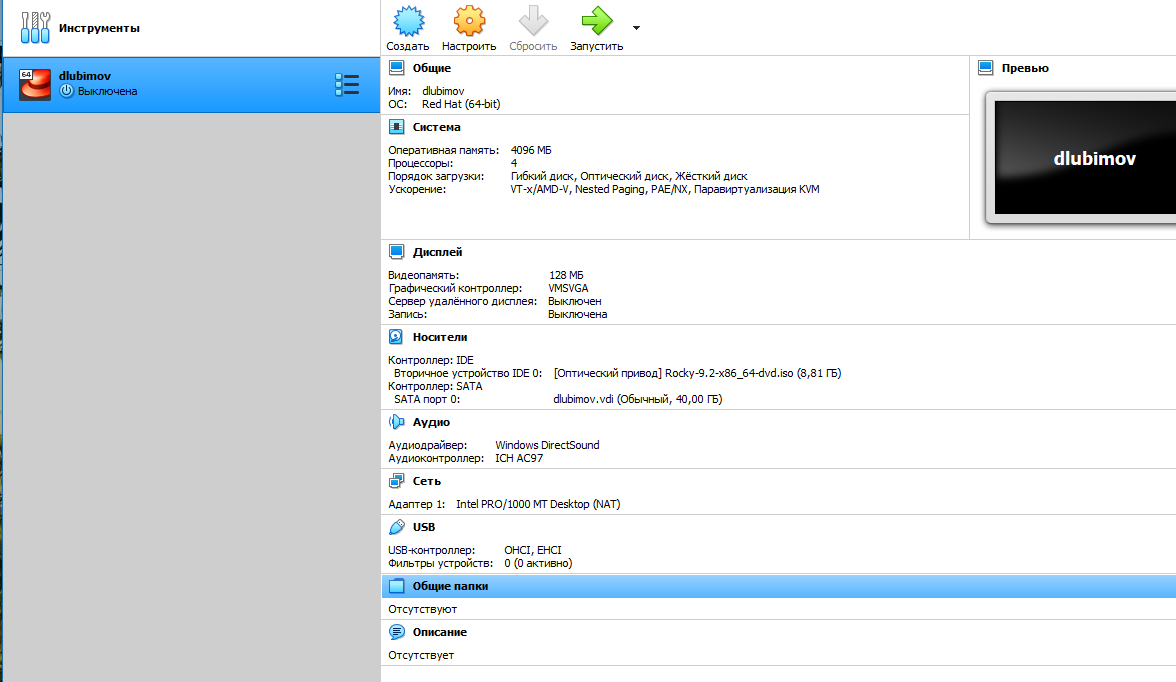 Инструменты
64
dlubimov
Выключена
Создать Настроить Сбросить Запустить
Общие
Имя: dlubimov
ОС: Red Hat (64-bit)
Система
Оперативная память: 4096 МБ
Процессоры: 4
Порядок загрузки: Гибкий диск, Оптический диск, Жёсткий диск
Ускорение: VT-x/AMD-V, Nested Paging, PAE/NX, Паравиртуализация KVM
Превью
dlubimov
Дисплей
Видеопамять: 128 МБ
Графический контроллер: VMSVGA
Сервер удалённого дисплея: Выключен
Запись: Выключена
Носители
Контроллер: IDE
Вторичное устройство IDE 0: [Оптический привод] Rocky-9.2-x86_64-dvd.iso (8,81 ГБ)
Контроллер: SATA
SATA порт 0: dlubimov.vdi (Обычный, 40,00 ГБ)
Аудио
Аудиодрайвер: Windows DirectSound
Аудиоконтроллер: ICH AC97
Сеть
Адаптер 1: Intel PRO/1000 MT Desktop (NAT)
USB
USB-контроллер: OHCI, EHCI
Фильтры устройств: 0 (0 активно)
Общие папки
Отсутствуют
Описание
Отсутствует